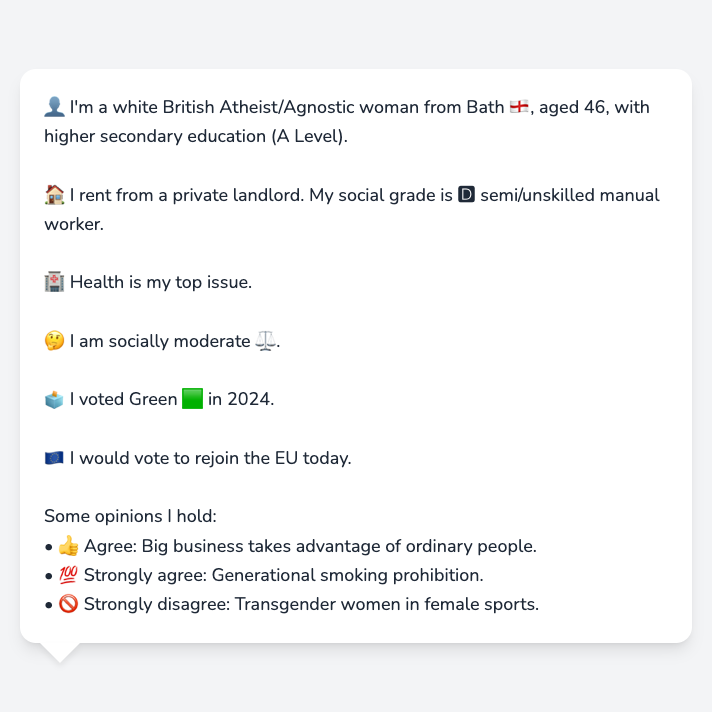 👤 I'm a white British Atheist/Agnostic woman from Bath 🏴󠁧󠁢󠁥󠁮󠁧󠁿, aged 46, with
higher secondary education (A Level).
🏠 I rent from a private landlord. My social grade is 🅳 semi/unskilled manual
worker.
🏥 Health is my top issue.
🤔 I am socially moderate ⚖️.
🗳️ I voted Green 🟩 in 2024.
🇪🇺 I would vote to rejoin the EU today.
Some opinions I hold:
• 👍 Agree: Big business takes advantage of ordinary people.
• 💯 Strongly agree: Generational smoking prohibition.
• 🚫 Strongly disagree: Transgender women in female sports.